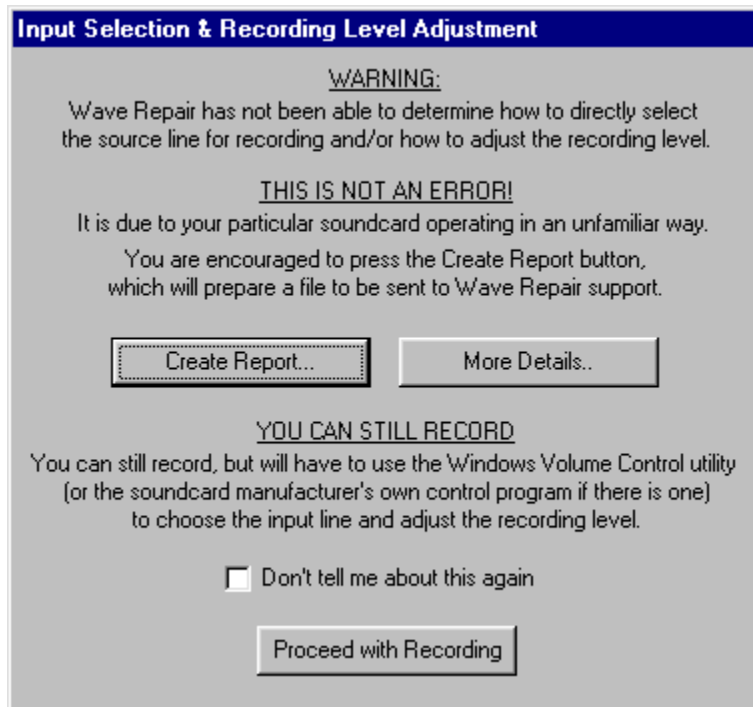 Input Selection & Recording Level Adjustment
WARNING:
Wave Repair has not been able to determine how to directly select
the source line for recording and/or how to adjust the recording level.
THIS IS NOT AN ERROR!
It is due to your particular soundcard operating in an unfamiliar way.
You are encouraged to press the Create Report button,
which will prepare a file to be sent to Wave Repair support.
Create Report...
More Details..
YOU CAN STILL RECORD
You can still record, but will have to use the Windows Volume Control utility
(or the soundcard manufacturer's own control program if there is one)
to choose the input line and adjust the recording level.
Don't tell me about this again
Proceed with Recording